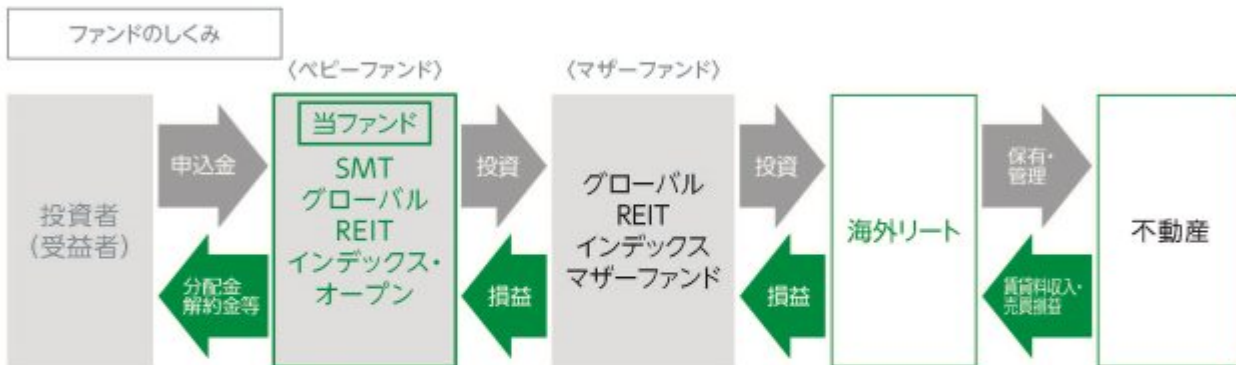 ファンドのしくみ
〈ベビーファンド〉
〈マザーファンド〉
投資者
(受益者)
申込金
分配金
解約金等
当ファンド
SMT
グローバル
REIT
インデックス・
オープン
投資
損益
グローバル
REIT
インデックス
マザーファンド
投資
損益
海外リート
保有・
管理
賃貸料収入・
売買損益
不動産